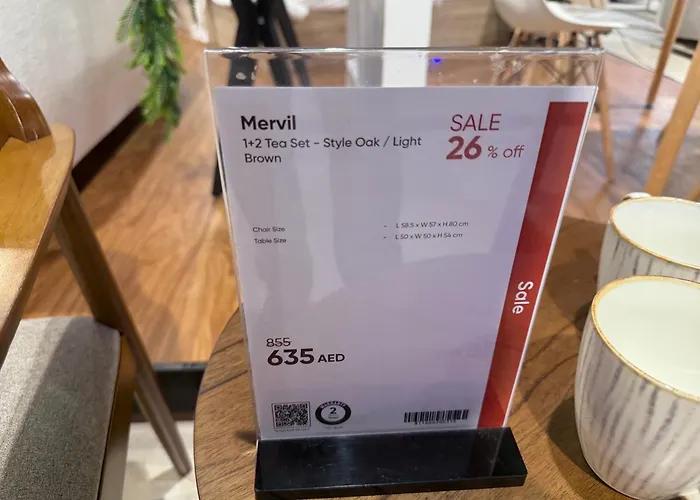 Mervil
1+2 Tea Set - Style Oak / Light
Brown
SALE
26 % off
Chair Size - L 58.5 x W 57 x H 80 cm
Table Size - L 50 x W 50 x H 54 cm
Sale
855
635 AED
WARRANTY
2